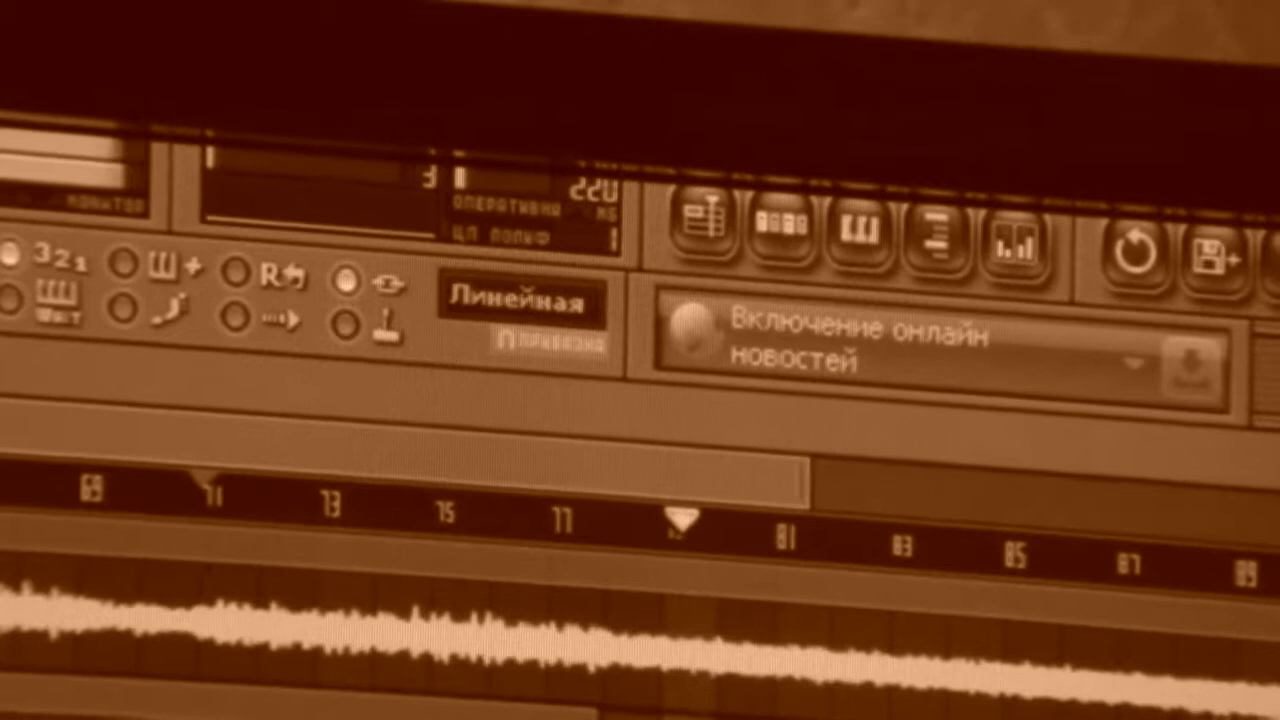 3
220
МОНИТОР
ОПЕРАТИВНА МБ
ЦП ПОЛИФ
321
R
Линейная
ПРИВЯЗКА
Включение онлайн
новостей
69 71 73 75 77 81 83 85 87 89